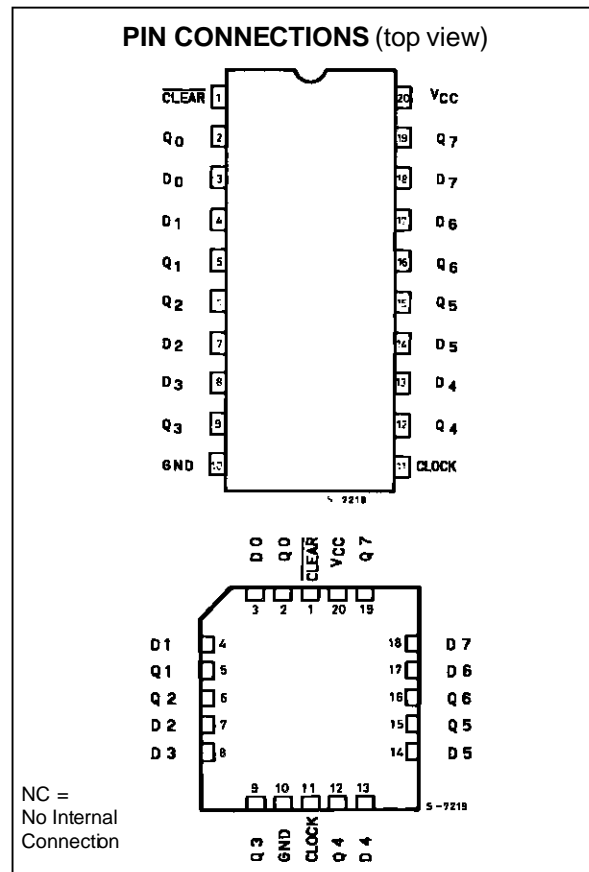 PIN CONNECTIONS (top view)
CLEAR 1 20 VCC
Q0 2 19 Q7
D0 3 18 D7
D1 4 17 D6
Q1 5 16 Q6
Q2 15 Q5
D2 7 14 D5
D3 8 13 D4
Q3 9 12 Q4
GND 10 11 CLOCK
S-7219
D0 Q0 CLEAR VCC Q7
3 2 1 20 19
D1 4 18 D7
Q1 5 17 D6
Q2 6 16 Q6
D2 7 15 Q5
D3 8 14 D5
9 10 11 12 13
S-7219
Q3 GND CLOCK Q4 D4
NC =
No Internal
Connection